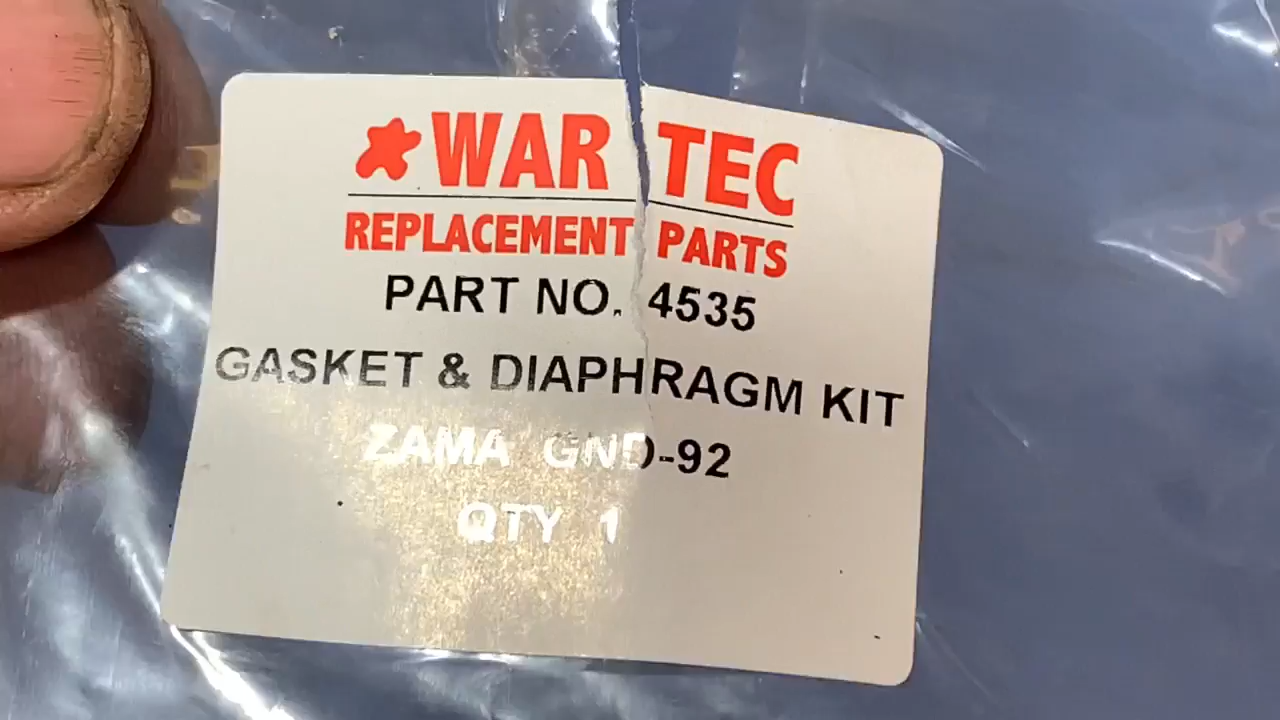 WAR TEC
REPLACEMENT PARTS
PART NO. 4535
GASKET & DIAPHRAGM KIT
ZAMA GND-92
QTY 1